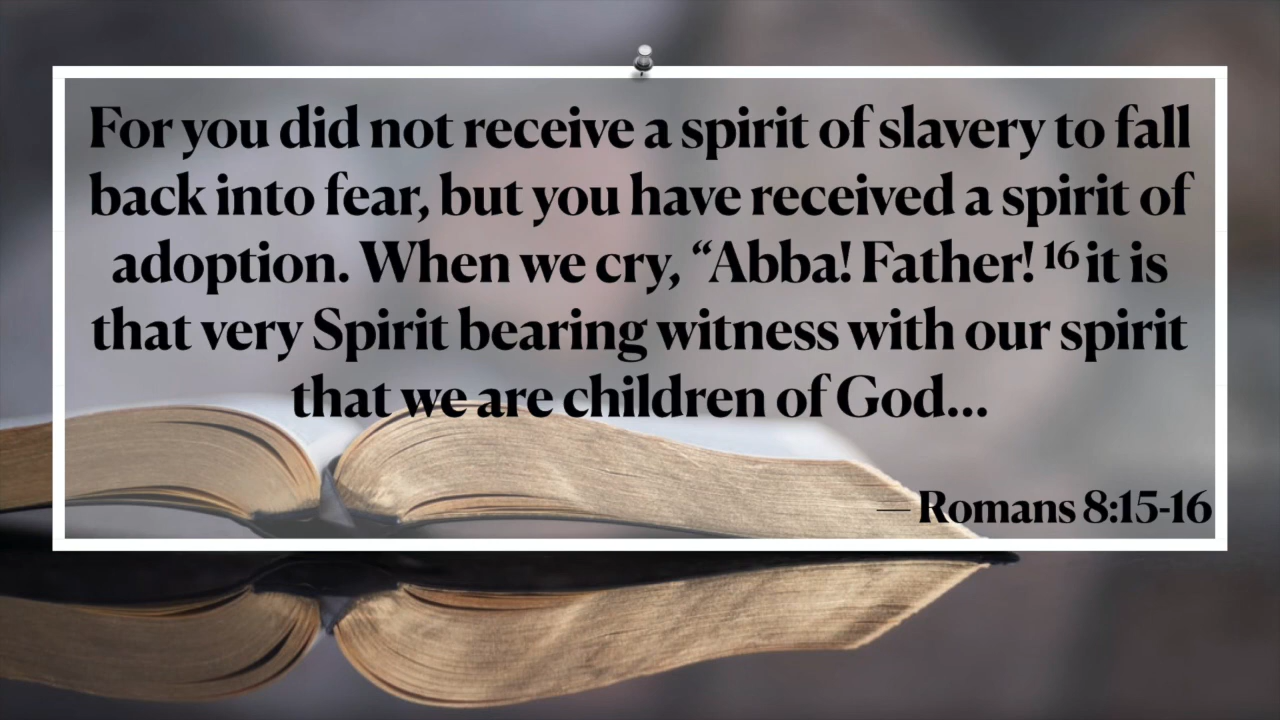 For you did not receive a spirit of slavery to fall
back into fear, but you have received a spirit of
adoption. When we cry, “Abba! Father! ¹⁶ it is
that very Spirit bearing witness with our spirit
that we are children of God...
— Romans 8:15-16